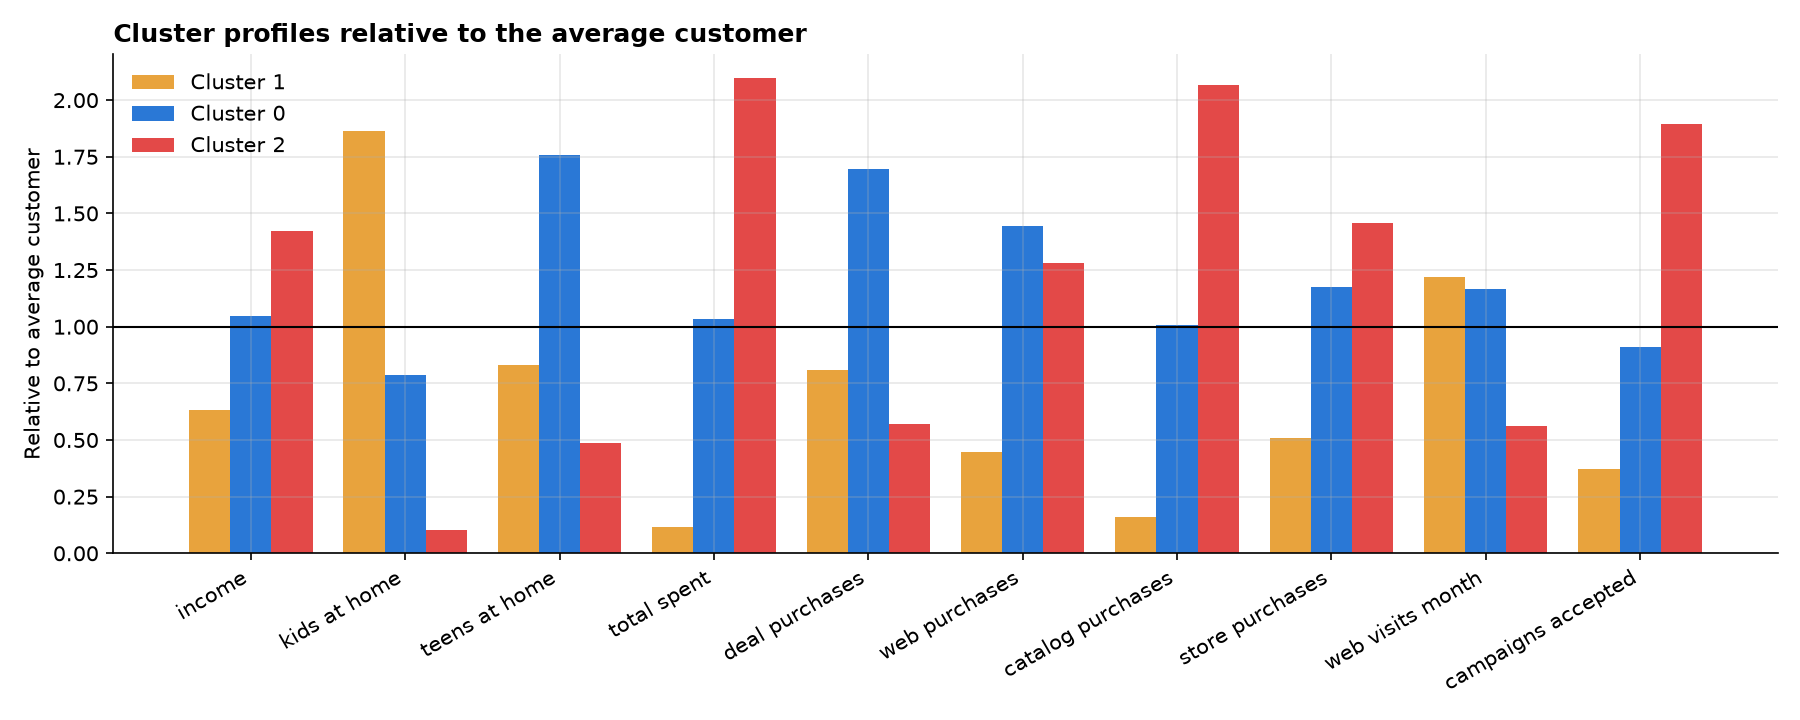 Cluster profiles relative to the average customer
Cluster 1
Cluster 0
Cluster 2
Relative to average customer
2.00
1.75
1.50
1.25
1.00
0.75
0.50
0.25
0.00
income
kids at home
teens at home
total spent
deal purchases
web purchases
catalog purchases
store purchases
web visits month
campaigns accepted